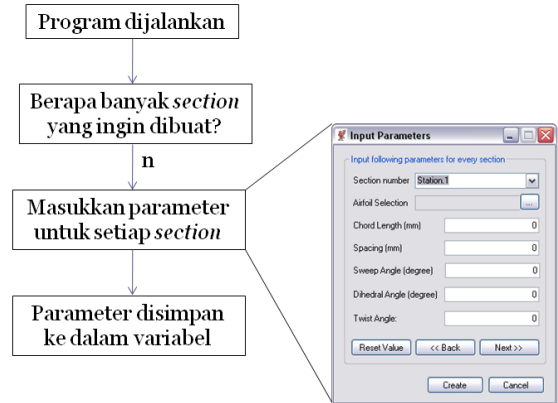 Program dijalankan
Berapa banyak section
yang ingin dibuat?
n
Masukkan parameter
untuk setiap section
Parameter disimpan
ke dalam variabel
Input Parameters
Input following parameters for every section
Section number Station.1
Airfoil Selection ...
Chord Length (mm) 0
Spacing (mm) 0
Sweep Angle (degree) 0
Dihedral Angle (degree) 0
Twist Angle: 0
Reset Value << Back Next >>
Create Cancel